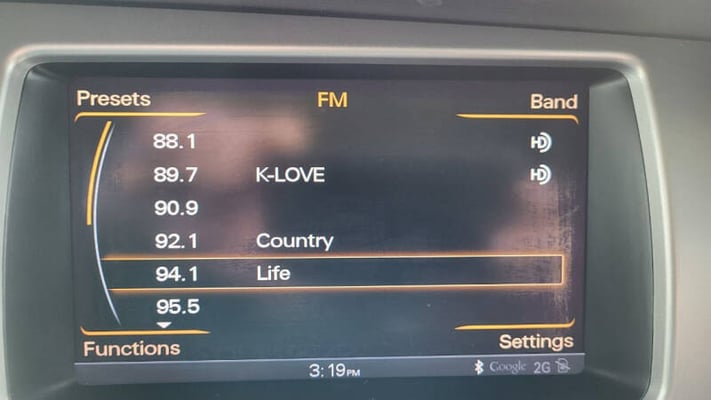 Presets FM Band
88.1 HD
89.7 K-LOVE HD
90.9
92.1 Country
94.1 Life
95.5
Functions Settings
3:19PM Google 2G